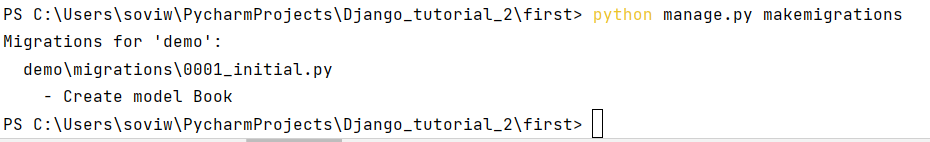 PS C:\Users\soviw\PycharmProjects\Django_tutorial_2\first> python manage.py makemigrations
Migrations for 'demo':
  demo\migrations\0001_initial.py
    - Create model Book
PS C:\Users\soviw\PycharmProjects\Django_tutorial_2\first>